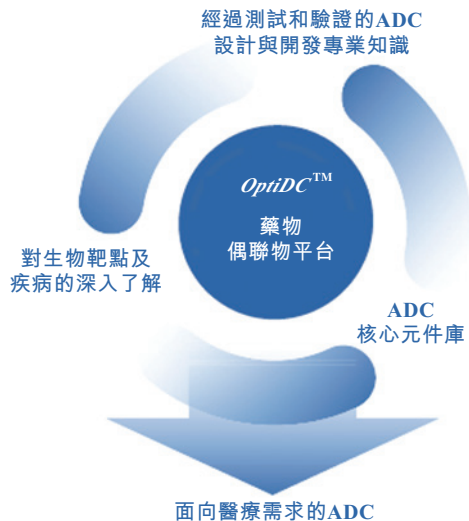 經過測試和驗證的ADC
設計與開發專業知識
OptiDC™
藥物
偶聯物平台
對生物靶點及
疾病的深入了解
ADC
核心元件庫
面向醫療需求的ADC